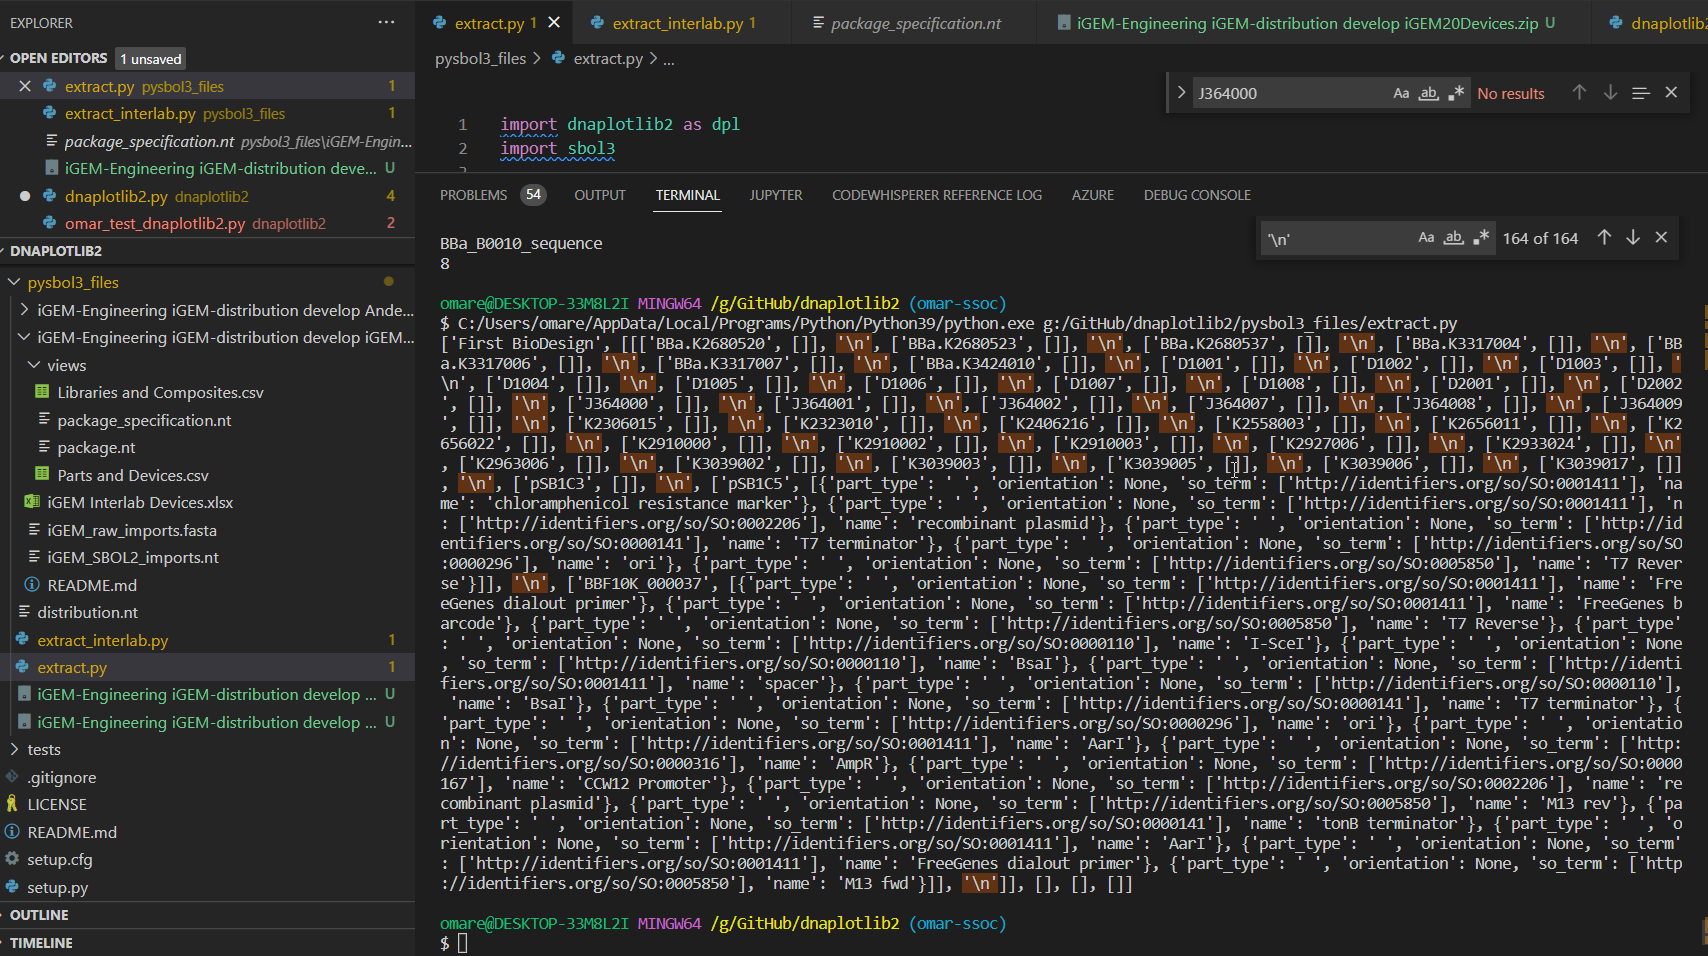 EXPLORER
OPEN EDITORS 1 unsaved
extract.py pysbol3_files 1
extract_interlab.py pysbol3_files 1
package_specification.nt pysbol3_files\iGEM-Engin...
iGEM-Engineering iGEM-distribution deve... U
dnaplotlib2.py dnaplotlib2 4
omar_test_dnaplotlib2.py dnaplotlib2 2
DNAPLOTLIB2
pysbol3_files
iGEM-Engineering iGEM-distribution develop Ande...
iGEM-Engineering iGEM-distribution develop iGEM...
views
Libraries and Composites.csv
package_specification.nt
package.nt
Parts and Devices.csv
iGEM Interlab Devices.xlsx
iGEM_raw_imports.fasta
iGEM_SBOL2_imports.nt
README.md
distribution.nt
extract_interlab.py 1
extract.py 1
iGEM-Engineering iGEM-distribution develop ... U
iGEM-Engineering iGEM-distribution develop ... U
tests
.gitignore
LICENSE
README.md
setup.cfg
setup.py
OUTLINE
TIMELINE
extract.py 1
extract_interlab.py 1
package_specification.nt
iGEM-Engineering iGEM-distribution develop iGEM20Devices.zip U
dnaplotlib2
pysbol3_files > extract.py > ...
J364000 Aa ab No results
1 import dnaplotlib2 as dpl
2 import sbol3
PROBLEMS 54 OUTPUT TERMINAL JUPYTER CODEWHISPERER REFERENCE LOG AZURE DEBUG CONSOLE
'\n' Aa ab 164 of 164
BBa_B0010_sequence
8
omare@DESKTOP-33M8L2I MINGW64 /g/GitHub/dnaplotlib2 (omar-ssoc)
$ C:/Users/omare/AppData/Local/Programs/Python/Python39/python.exe g:/GitHub/dnaplotlib2/pysbol3_files/extract.py
['First BioDesign', [[['BBa.K2680520', []], '\n', ['BBa.K2680523', []], '\n', ['BBa.K2680537', []], '\n', ['BBa.K3317004', []], '\n', ['BB
a.K3317006', []], '\n', ['BBa.K3317007', []], '\n', ['BBa.K3424010', []], '\n', ['D1001', []], '\n', ['D1002', []], '\n', ['D1003', []], '
\n', ['D1004', []], '\n', ['D1005', []], '\n', ['D1006', []], '\n', ['D1007', []], '\n', ['D1008', []], '\n', ['D2001', []], '\n', ['D2002
', []], '\n', ['J364000', []], '\n', ['J364001', []], '\n', ['J364002', []], '\n', ['J364007', []], '\n', ['J364008', []], '\n', ['J364009
', []], '\n', ['K2306015', []], '\n', ['K2323010', []], '\n', ['K2406216', []], '\n', ['K2558003', []], '\n', ['K2656011', []], '\n', ['K2
656022', []], '\n', ['K2910000', []], '\n', ['K2910002', []], '\n', ['K2910003', []], '\n', ['K2927006', []], '\n', ['K2933024', []], '\n'
, ['K2963006', []], '\n', ['K3039002', []], '\n', ['K3039003', []], '\n', ['K3039005', []], '\n', ['K3039006', []], '\n', ['K3039017', []]
, '\n', ['pSB1C3', []], '\n', ['pSB1C5', [{'part_type': ' ', 'orientation': None, 'so_term': ['http://identifiers.org/so/SO:0001411'], 'na
me': 'chloramphenicol resistance marker'}, {'part_type': ' ', 'orientation': None, 'so_term': ['http://identifiers.org/so/SO:0001411'], 'n
: ['http://identifiers.org/so/SO:0002206'], 'name': 'recombinant plasmid'}, {'part_type': ' ', 'orientation': None, 'so_term': ['http://id
entifiers.org/so/SO:0000141'], 'name': 'T7 terminator'}, {'part_type': ' ', 'orientation': None, 'so_term': ['http://identifiers.org/so/SO
:0000296'], 'name': 'ori'}, {'part_type': ' ', 'orientation': None, 'so_term': ['http://identifiers.org/so/SO:0005850'], 'name': 'T7 Rever
se'}]], '\n', ['BBF10K_000037', [{'part_type': ' ', 'orientation': None, 'so_term': ['http://identifiers.org/so/SO:0001411'], 'name': 'Fre
eGenes dialout primer'}, {'part_type': ' ', 'orientation': None, 'so_term': ['http://identifiers.org/so/SO:0001411'], 'name': 'FreeGenes b
arcode'}, {'part_type': ' ', 'orientation': None, 'so_term': ['http://identifiers.org/so/SO:0005850'], 'name': 'T7 Reverse'}, {'part_type'
: ' ', 'orientation': None, 'so_term': ['http://identifiers.org/so/SO:0000110'], 'name': 'I-SceI'}, {'part_type': ' ', 'orientation': None
, 'so_term': ['http://identifiers.org/so/SO:0000110'], 'name': 'BsaI'}, {'part_type': ' ', 'orientation': None, 'so_term': ['http://identi
fiers.org/so/SO:0001411'], 'name': 'spacer'}, {'part_type': ' ', 'orientation': None, 'so_term': ['http://identifiers.org/so/SO:0000110'],
'name': 'BsaI'}, {'part_type': ' ', 'orientation': None, 'so_term': ['http://identifiers.org/so/SO:0000141'], 'name': 'T7 terminator'}, {
'part_type': ' ', 'orientation': None, 'so_term': ['http://identifiers.org/so/SO:0000296'], 'name': 'ori'}, {'part_type': ' ', 'orientatio
n': None, 'so_term': ['http://identifiers.org/so/SO:0001411'], 'name': 'AarI'}, {'part_type': ' ', 'orientation': None, 'so_term': ['http:
//identifiers.org/so/SO:0000316'], 'name': 'AmpR'}, {'part_type': ' ', 'orientation': None, 'so_term': ['http://identifiers.org/so/SO:0000
167'], 'name': 'CCW12 Promoter'}, {'part_type': ' ', 'orientation': None, 'so_term': ['http://identifiers.org/so/SO:0002206'], 'name': 're
combinant plasmid'}, {'part_type': ' ', 'orientation': None, 'so_term': ['http://identifiers.org/so/SO:0005850'], 'name': 'M13 rev'}, {'pa
rt_type': ' ', 'orientation': None, 'so_term': ['http://identifiers.org/so/SO:0000141'], 'name': 'tonB terminator'}, {'part_type': ' ', 'o
rientation': None, 'so_term': ['http://identifiers.org/so/SO:0001411'], 'name': 'AarI'}, {'part_type': ' ', 'orientation': None, 'so_term'
: ['http://identifiers.org/so/SO:0001411'], 'name': 'FreeGenes dialout primer'}, {'part_type': ' ', 'orientation': None, 'so_term': ['http
://identifiers.org/so/SO:0005850'], 'name': 'M13 fwd'}]], '\n']], [], [], []]
omare@DESKTOP-33M8L2I MINGW64 /g/GitHub/dnaplotlib2 (omar-ssoc)
$